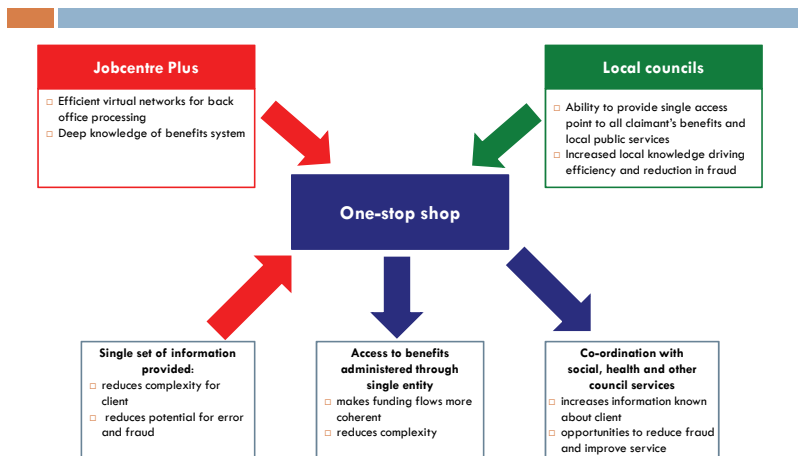 Jobcentre Plus
Efficient virtual networks for back
office processing
Deep knowledge of benefits system
Local councils
Ability to provide single access
point to all claimant's benefits and
local public services
Increased local knowledge driving
efficiency and reduction in fraud
One-stop shop
Single set of information
provided:
reduces complexity for
client
reduces potential for error
and fraud
Access to benefits
administered through
single entity
makes funding flows more
coherent
reduces complexity
Co-ordination with
social, health and other
council services
increases information known
about client
opportunities to reduce fraud
and improve service